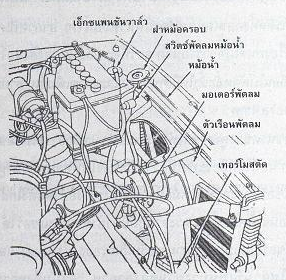 เอ็กซแพนชันวาล์ว
ฝาหม้อครอบ
สวิตช์พัดลมหม้อน้ำ
หม้อน้ำ
มอเตอร์พัดลม
ตัวเรือนพัดลม
เทอร์โมสตัด